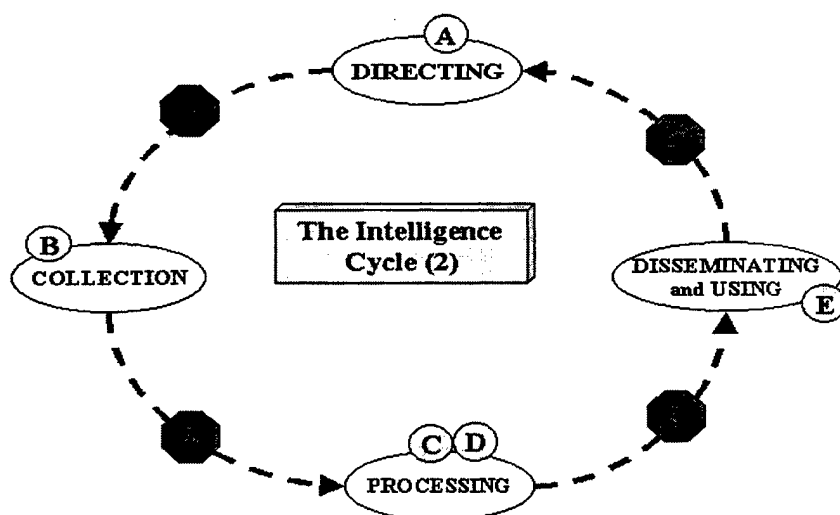 A
DIRECTING
B
COLLECTION
The Intelligence
Cycle (2)
DISSEMINATING
and USING
E
C D
PROCESSING